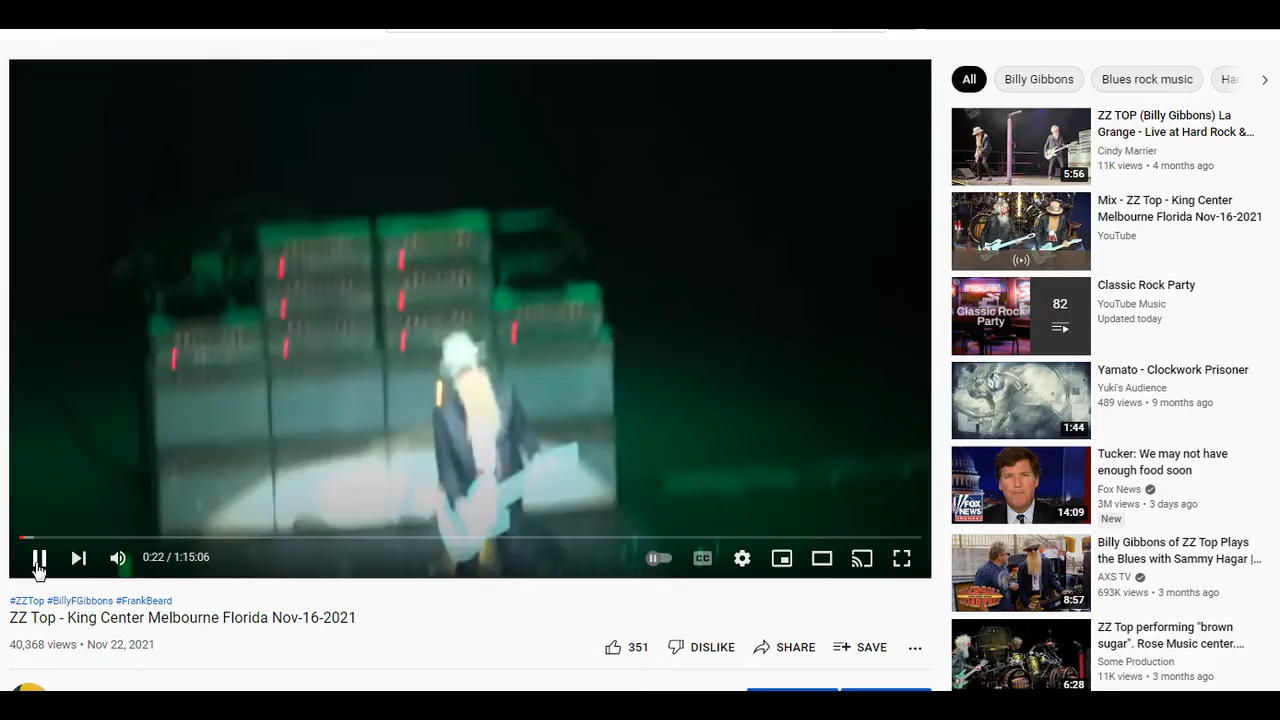 All
Billy Gibbons
Blues rock music
Har
ZZ TOP (Billy Gibbons) La
Grange - Live at Hard Rock &...
Cindy Marrier
11K views • 4 months ago
5:56
Mix - ZZ Top - King Center
Melbourne Florida Nov-16-2021
YouTube
Classic Rock Party
YouTube Music
Updated today
82
Classic Rock
Party
Yamato - Clockwork Prisoner
Yuki's Audience
489 views • 9 months ago
1:44
Tucker: We may not have
enough food soon
Fox News
3M views • 3 days ago
New
FOX
NEWS
14:09
Billy Gibbons of ZZ Top Plays
the Blues with Sammy Hagar |...
AXS TV
693K views • 3 months ago
8:57
ZZ Top performing "brown
sugar". Rose Music center....
Some Production
11K views • 3 months ago
6:28
0:22 / 1:15:06
CC
#ZZTop #BillyFGibbons #FrankBeard
ZZ Top - King Center Melbourne Florida Nov-16-2021
40,368 views • Nov 22, 2021
351
DISLIKE
SHARE
SAVE